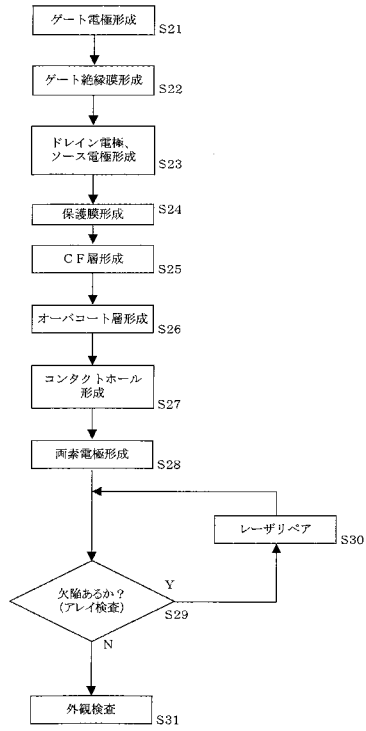 ゲート電極形成
S21
ゲート絶縁膜形成
S22
ドレイン電極、
ソース電極形成
S23
保護膜形成
S24
CF層形成
S25
オーバコート層形成
S26
コンタクトホール
形成
S27
画素電極形成
S28
レーザリペア
S30
欠陥あるか？
(アレイ検査)
Y
S29
N
外観検査
S31